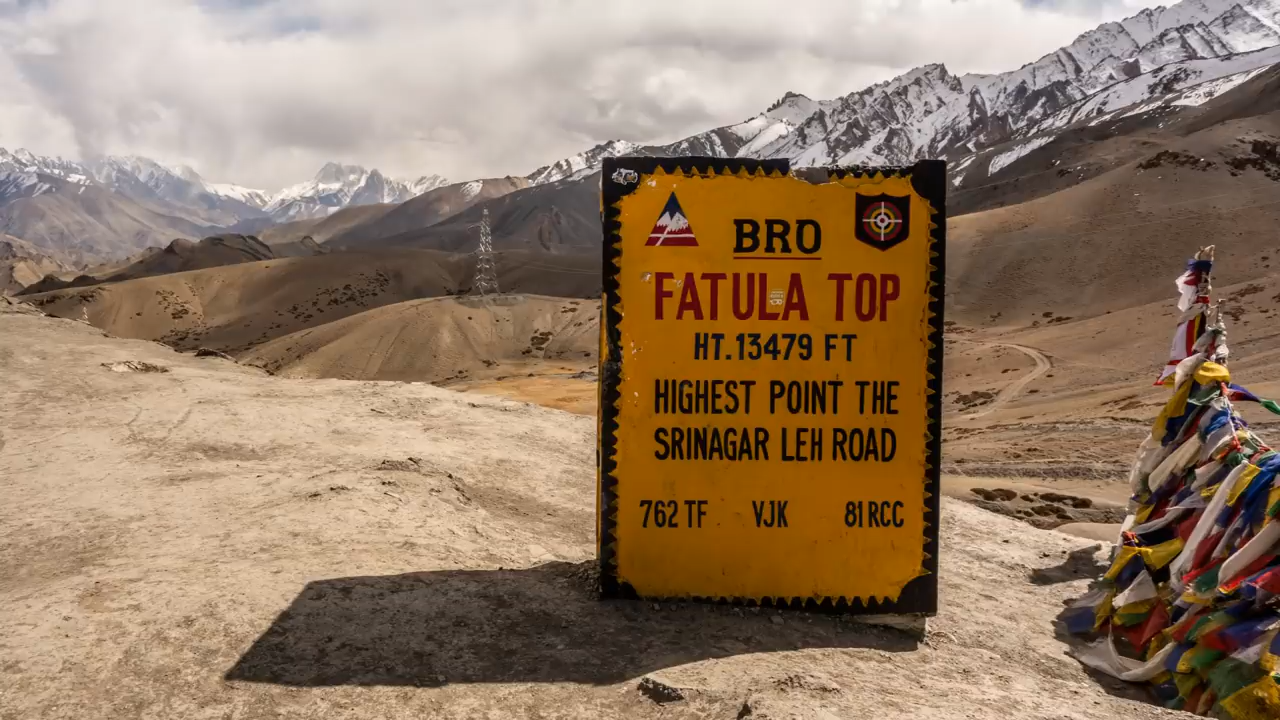 BRO
FATULA TOP
HT.13479 FT
HIGHEST POINT THE
SRINAGAR LEH ROAD
762 TF VJK 81 RCC